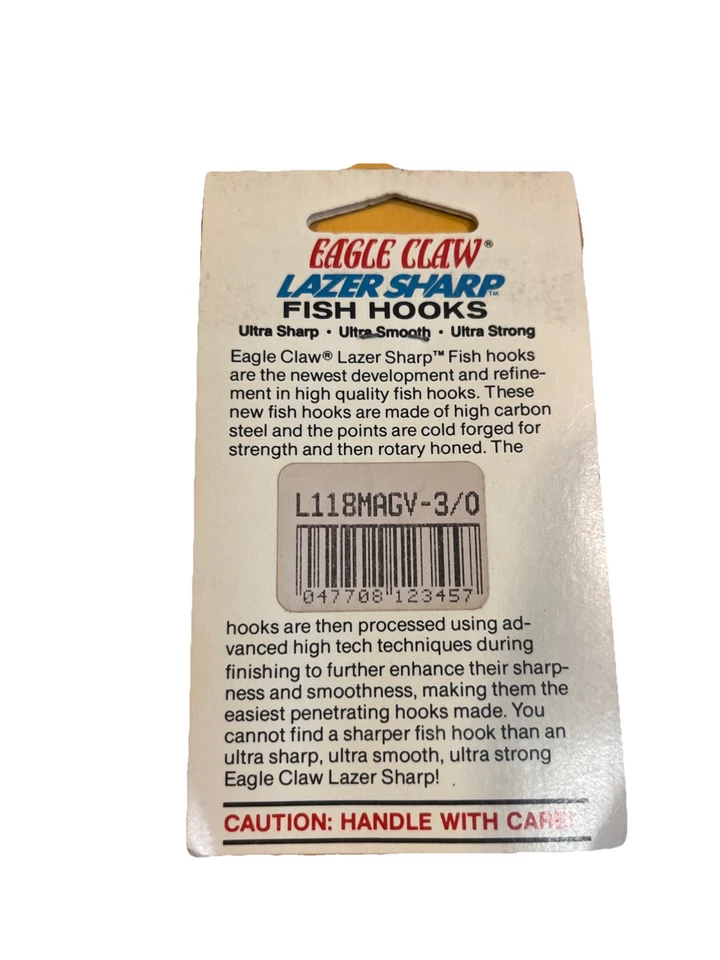 EAGLE CLAW®
LAZER SHARP™
FISH HOOKS
Ultra Sharp • Ultra Smooth • Ultra Strong
Eagle Claw® Lazer Sharp™ Fish hooks
are the newest development and refine-
ment in high quality fish hooks. These
new fish hooks are made of high carbon
steel and the points are cold forged for
strength and then rotary honed. The
L118MAGV-3/0
047708 123457
hooks are then processed using ad-
vanced high tech techniques during
finishing to further enhance their sharp-
ness and smoothness, making them the
easiest penetrating hooks made. You
cannot find a sharper fish hook than an
ultra sharp, ultra smooth, ultra strong
Eagle Claw Lazer Sharp!
CAUTION: HANDLE WITH CARE!